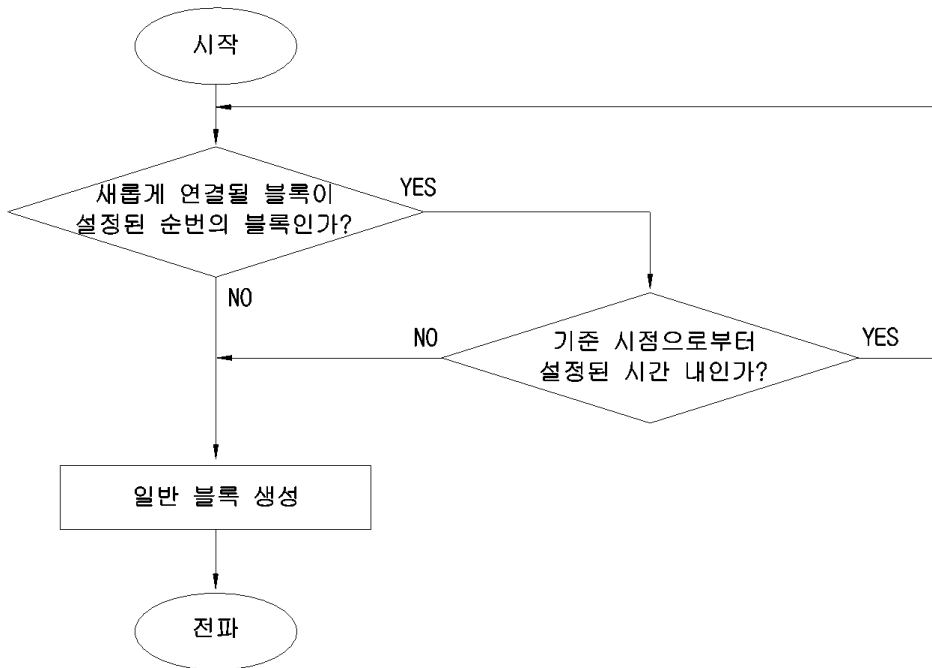 시작
새롭게 연결될 블록이
설정된 순번의 블록인가?
YES
NO
기준 시점으로부터
설정된 시간 내인가?
NO
YES
일반 블록 생성
전파